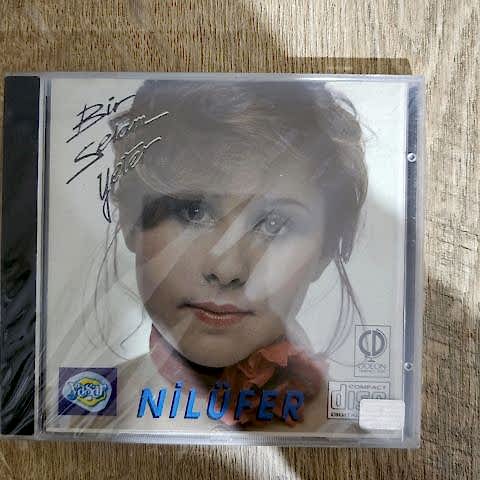 Bir
Selam
Yeter
Yaşar
ODEON
NİLÜFER
COMPACT
disc